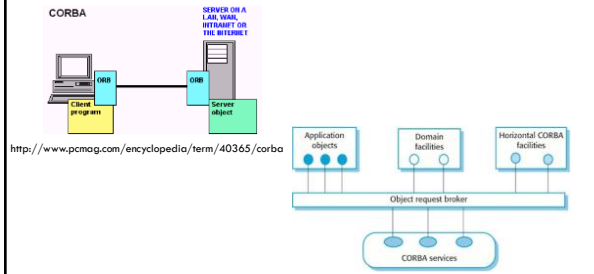 CORBA
SERVER ON A
LAN, WAN,
INTRANET OR
THE INTERNET
ORB
ORB
Client
program
Server
object
http://www.pcmag.com/encyclopedia/term/40365/corba
Application
objects
Domain
facilities
Horizontal CORBA
facilities
Object request broker
CORBA services